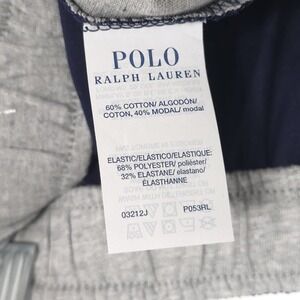 POLO
RALPH LAUREN
60% COTTON/ ALGODÓN/
COTON, 40% MODAL/ modal
ELASTIC/ELÁSTICO/ELASTIQUE:
68% POLYESTER/ poliéster/
32% ELASTANE/ elastano/
ÉLASTHANNE
03212J P053RL